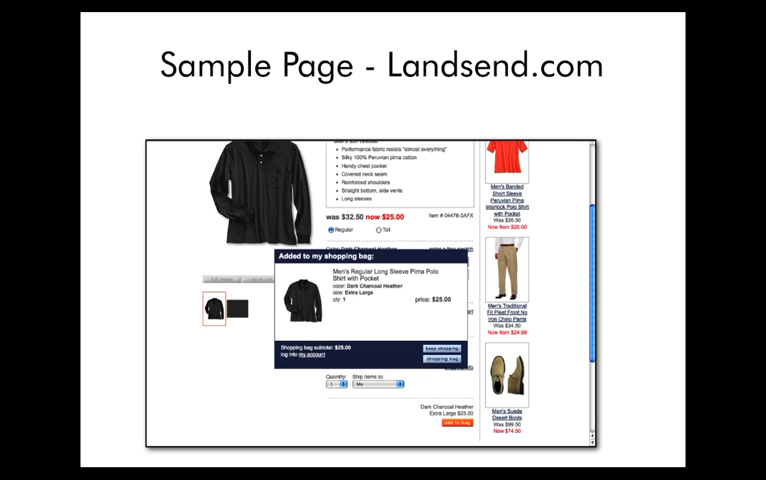 Sample Page - Landsend.com
Performance fabric resists "almost everything"
Silky 100% Peruvian pima cotton
Handy chest pocket
Covered neck seam
Reinforced shoulders
Straight bottom, side vents
Long sleeves
was $32.50 now $25.00
Item # 04476-3AFX
Regular
Tall
Dark Charcoal Heather
Added to my shopping bag:
Men's Regular Long Sleeve Pima Polo
Shirt with Pocket
color: Dark Charcoal Heather
size: Extra Large
qty: 1
price: $25.00
Shopping bag subtotal: $25.00
log into my account
keep shopping
shopping bag
Quantity:
Ship items to:
1
Me
Dark Charcoal Heather
Extra Large $25.00
add to bag
Men's Banded
Short Sleeve
Peruvian Pima
Interlock Polo Shirt
with Pocket
Now from $20.00
Men's Traditional
Fit Pleat Front No
Iron Chino Pants
Was $34.50
Now from $24.99
Men's Suede
Desert Boots
Was $99.50
Now $74.50